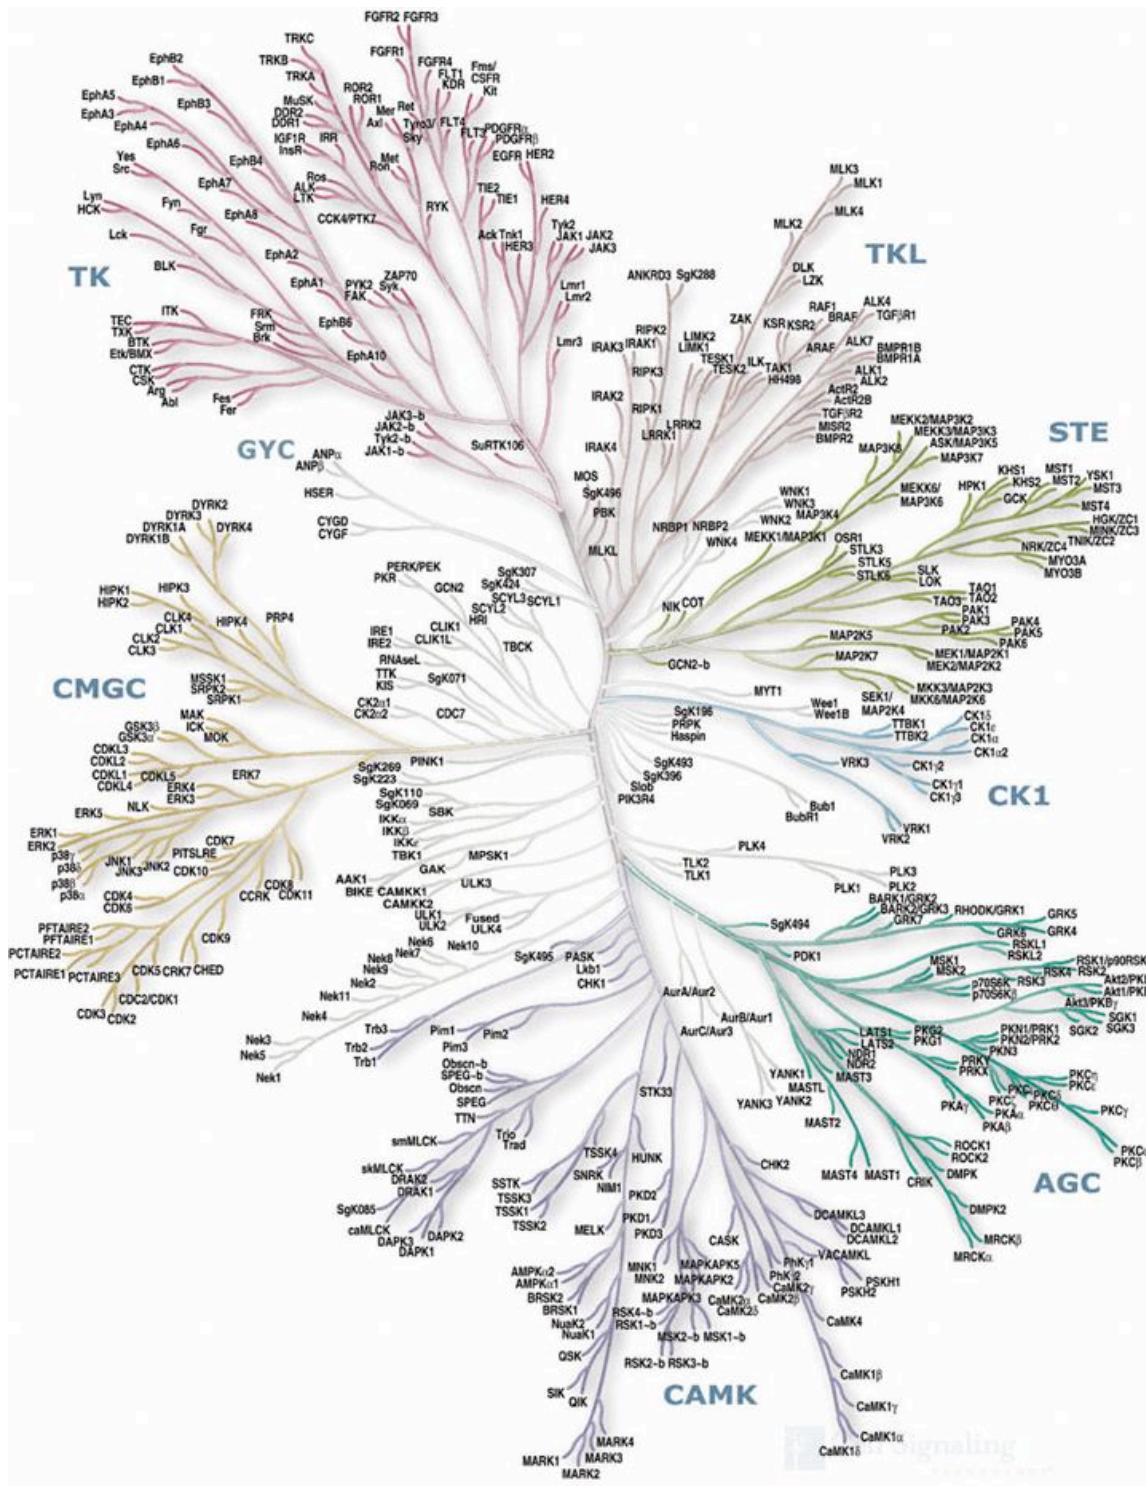 FGFR2 FGFR3
TRKC
FGFR1
TRKB
EphB2
FGFR4
Fms/
CSFR
TRKA
FLT1
EphB1
KDR
Kit
ROR2
EphA5
EphB3
MuSK
ROR1
Ret
Mer
DDR2
EphA3
DDR1
Axl
Tyro3/
Sky
FLT4
FLT3
PDGFRα
PDGFRβ
EphA4
IGF1R
IRR
InsR
EphA6
Met
Ron
EGFR HER2
Yes
Src
EphB4
Ros
ALK
LTK
EphA7
TIE2
TIE1
HER4
Lyn
HCK
Fyn
CCK4/PTK7
RYK
EphA8
Fgr
Lck
Ack Tnk1
HER3
Tyk2
JAK1
JAK2
JAK3
BLK
EphA2
TK
EphA1
PYK2
FAK
ZAP70
Syk
Lmr1
Lmr2
ITK
FRK
Srm
Brk
EphB6
TEC
TXK
BTK
Etk/BMX
EphA10
Lmr3
CTK
CSK
Arg
Abl
Fes
Fer
JAK3~b
JAK2~b
Tyk2~b
JAK1~b
SuRTK106
MLK3
MLK1
MLK4
MLK2
TKL
DLK
LZK
ANKRD3 SgK288
ZAK
KSR KSR2
RAF1
BRAF
ARAF
ALK4
TGFβR1
ALK7
BMPR1B
BMPR1A
RIPK2
IRAK3 IRAK1
LIMK2
LIMK1
TESK1
TESK2
ILK
TAK1
HH498
ALK1
ALK2
RIPK3
ActR2
ActR2B
TGFβR2
MISR2
BMPR2
IRAK2
RIPK1
LRRK2
LRRK1
IRAK4
MOS
SgK496
PBK
MLKL
NRBP1 NRBP2
WNK1
WNK3
WNK2
WNK4
GYC
ANPα
ANPβ
HSER
CYGD
CYGF
STE
MEKK2/MAP3K2
MEKK3/MAP3K3
ASK/MAP3K5
MAP3K8
MAP3K7
MEKK6/
MAP3K6
MAP3K4
MEKK1/MAP3K1
KHS1
KHS2
HPK1
GCK
MST1
MST2
YSK1
MST3
MST4
HGK/ZC1
MINK/ZC3
TNIK/ZC2
NRK/ZC4
MYO3A
MYO3B
OSR1
STLK3
STLK5
STLK6
SLK
LOK
TAO1
TAO2
TAO3
PAK1
PAK3
PAK2
PAK4
PAK5
PAK6
NIK COT
MAP2K5
MAP2K7
MEK1/MAP2K1
MEK2/MAP2K2
GCN2~b
MKK3/MAP2K3
MKK6/MAP2K6
SEK1/
MAP2K4
DYRK2
DYRK3
DYRK1A
DYRK4
DYRK1B
HIPK1
HIPK2
HIPK3
CLK4
CLK1
HIPK4
PRP4
CLK2
CLK3
MSSK1
SRPK2
SRPK1
CMGC
MAK
ICK
MOK
GSK3β
GSK3α
CDKL3
CDKL2
CDKL1
CDKL4
CDKL5
ERK7
ERK4
ERK3
NLK
ERK5
ERK1
ERK2
p38γ
p38δ
p38β
p38α
JNK1
JNK3
JNK2
CDK7
PITSLRE
CDK10
CDK4
CDK6
CCRK
CDK8
CDK11
PFTAIRE2
PFTAIRE1
PCTAIRE2
PCTAIRE1 PCTAIRE3
CDK9
CDK5 CRK7 CHED
CDC2/CDK1
CDK3
CDK2
PERK/PEK
PKR
GCN2
SgK307
SgK424
SCYL3
SCYL2
SCYL1
HRI
CLIK1
CLIK1L
TBCK
IRE1
IRE2
RNAseL
TTK
KIS
SgK071
CK2α1
CK2α2
CDC7
PINK1
SgK269
SgK223
SgK110
SgK069
SBK
IKKα
IKKβ
IKKε
TBK1
MPSK1
GAK
AAK1
BIKE
CAMKK1
CAMKK2
ULK3
ULK1
ULK2
Fused
ULK4
Nek6
Nek7
Nek10
Nek8
Nek9
Nek2
Nek11
Nek4
Nek3
Nek5
Nek1
MYT1
Wee1
Wee1B
SgK196
PRPK
Haspin
SgK493
SgK396
Slob
PIK3R4
Bub1
BubR1
TTBK1
TTBK2
CK1δ
CK1ε
CK1α
CK1α2
CK1γ2
CK1γ1
CK1γ3
VRK3
VRK1
VRK2
CK1
PLK4
TLK2
TLK1
PLK3
PLK2
PLK1
BARK1/GRK2
BARK2/GRK3
GRK7
RHODK/GRK1
GRK5
GRK6
GRK4
SgK494
PDK1
RSKL1
RSKL2
MSK1
MSK2
RSK1/p90RSK
RSK2
RSK4
RSK3
p70S6K
p70S6Kβ
Akt2/PK
Akt1/PK
Akt3/PKBγ
SGK1
SGK2
SGK3
LATS1
LATS2
NDR1
NDR2
MAST3
PKG2
PKG1
PKN1/PRK1
PKN2/PRK2
PKN3
PRKY
PRKX
PKCη
PKCε
PKCδ
PKCθ
PKCζ
PKCγ
PKCβ
PKAγ
PKAα
PKAβ
ROCK1
ROCK2
DMPK
CRIK
DMPK2
MRCKβ
MRCKα
AGC
YANK1
YANK2
YANK3
MASTL
MAST2
MAST4 MAST1
AurA/Aur2
AurB/Aur1
AurC/Aur3
SgK495
PASK
Lkb1
CHK1
Trb3
Trb2
Trb1
Pim1
Pim2
Pim3
Obscn~b
SPEG~b
Obscn
SPEG
TTN
smMLCK
Trio
Trad
skMLCK
DRAK2
DRAK1
SgK085
caMLCK
DAPK3
DAPK2
DAPK1
STK33
TSSK4
HUNK
SNRK
NIM1
SSTK
TSSK3
TSSK1
TSSK2
PKD2
PKD1
PKD3
MELK
CHK2
CASK
DCAMKL3
DCAMKL1
DCAMKL2
VACAMKL
PhKγ1
PhKγ2
PSKH1
PSKH2
MNK1
MNK2
MAPKAPK5
MAPKAPK2
MAPKAPK3
CaMK2γ
CaMK2β
CaMK2α
CaMK2δ
AMPKα2
AMPKα1
BRSK2
BRSK1
NuaK2
NuaK1
RSK4~b
RSK1~b
MSK2~b MSK1~b
RSK2~b RSK3~b
QSK
SIK
QIK
MARK4
MARK3
MARK1
MARK2
CaMK4
CaMK1β
CaMK1γ
CaMK1α
CaMK1δ
CAMK
Signaling